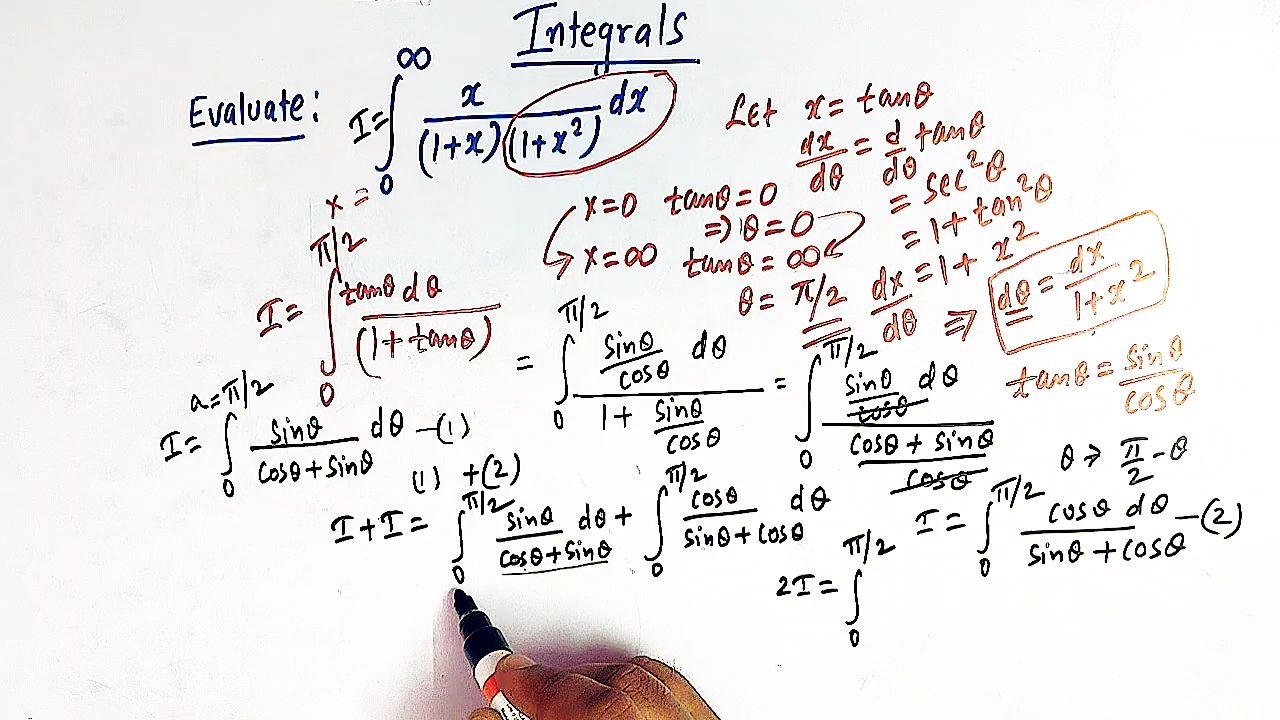 Integrals
Evaluate: I = ∫₀^∞ x / (1+x)(1+x²) dx
x =
Let x = tanθ
dx/dθ = d/dθ tanθ
= sec²θ
= 1 + tan²θ
dx/dθ = 1 + x²
⇒ dθ = dx / 1+x²
x=0 tanθ=0
⇒ θ=0
x=∞ tanθ=∞
θ = π/2
I = ∫₀^(π/2) tanθ dθ / (1+tanθ)
= ∫₀^(π/2) (sinθ/cosθ) dθ / (1 + sinθ/cosθ)
= ∫₀^(π/2) (sinθ/cosθ) dθ / ((cosθ + sinθ)/cosθ)
tanθ = sinθ/cosθ
a = π/2
I = ∫₀^(π/2) sinθ / (cosθ+sinθ) dθ –(1)
θ → π/2 - θ
I = ∫₀^(π/2) cosθ dθ / (sinθ + cosθ) –(2)
(1) +(2)
I+I = ∫₀^(π/2) sinθ / (cosθ+sinθ) dθ + ∫₀^(π/2) cosθ / (sinθ+cosθ) dθ
2I = ∫₀^(π/2)